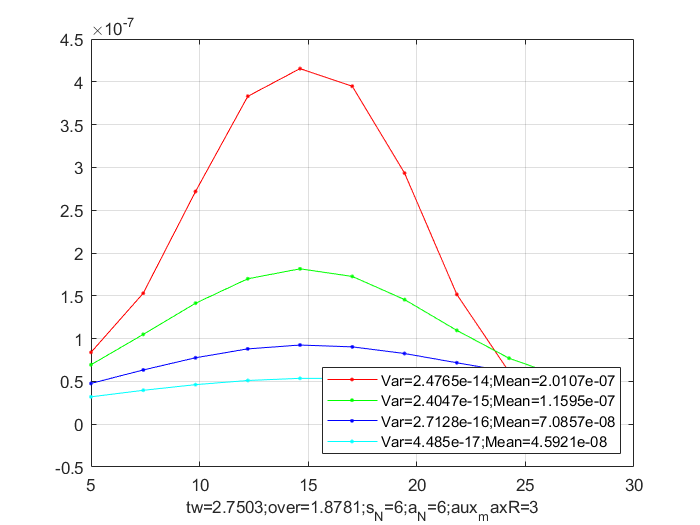 ×10-7
4.5
4
3.5
3
2.5
2
1.5
1
0.5
0
-0.5
5 10 15 20 25 30
Var=2.4765e-14;Mean=2.0107e-07
Var=2.4047e-15;Mean=1.1595e-07
Var=2.7128e-16;Mean=7.0857e-08
Var=4.485e-17;Mean=4.5921e-08
tw=2.7503;over=1.8781;sN=6;aN=6;auxmaxR=3